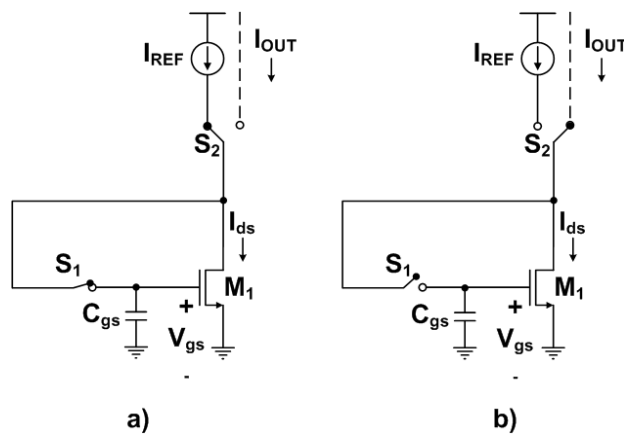 I_REF I_OUT
S_2
I_ds
S_1
M_1
C_gs + V_gs -
a)
I_REF I_OUT
S_2
I_ds
S_1
M_1
C_gs + V_gs -
b)